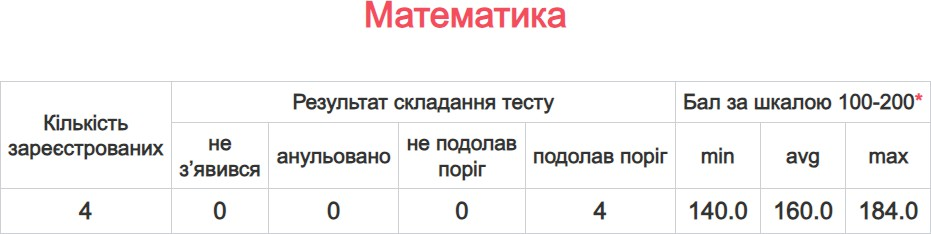 Математика
Кількість
зареєстрованих
Результат складання тесту
Бал за шкалою 100-200*
не
з’явився
анульовано
не подолав
поріг
подолав поріг
min
avg
max
4
0
0
0
4
140.0
160.0
184.0